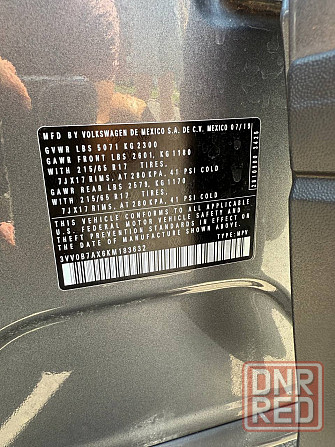 MFD BY VOLKSWAGEN DE MEXICO S.A. DE C.V. MEXICO 07/18
GVWR LBS 5071 KG 2300
GAWR FRONT LBS 2601, KG 1180
WITH 215/65 R17 TIRES.
7JX17 RIMS, AT 280 KPA, 41 PSI COLD
GAWR REAR LBS 2579, KG 1170
WITH 215/65 R17 TIRES.
7JX17 RIMS, AT 280 KPA, 41 PSI COLD
THIS VEHICLE CONFORMS TO ALL APPLICABLE
U.S. FEDERAL MOTOR VEHICLE SAFETY AND
THEFT PREVENTION STANDARDS IN EFFECT ON
THE DATE OF MANUFACTURE SHOWN ABOVE.
3VV0B7AX6KM183632
TYPE: MPV
DNR
RED